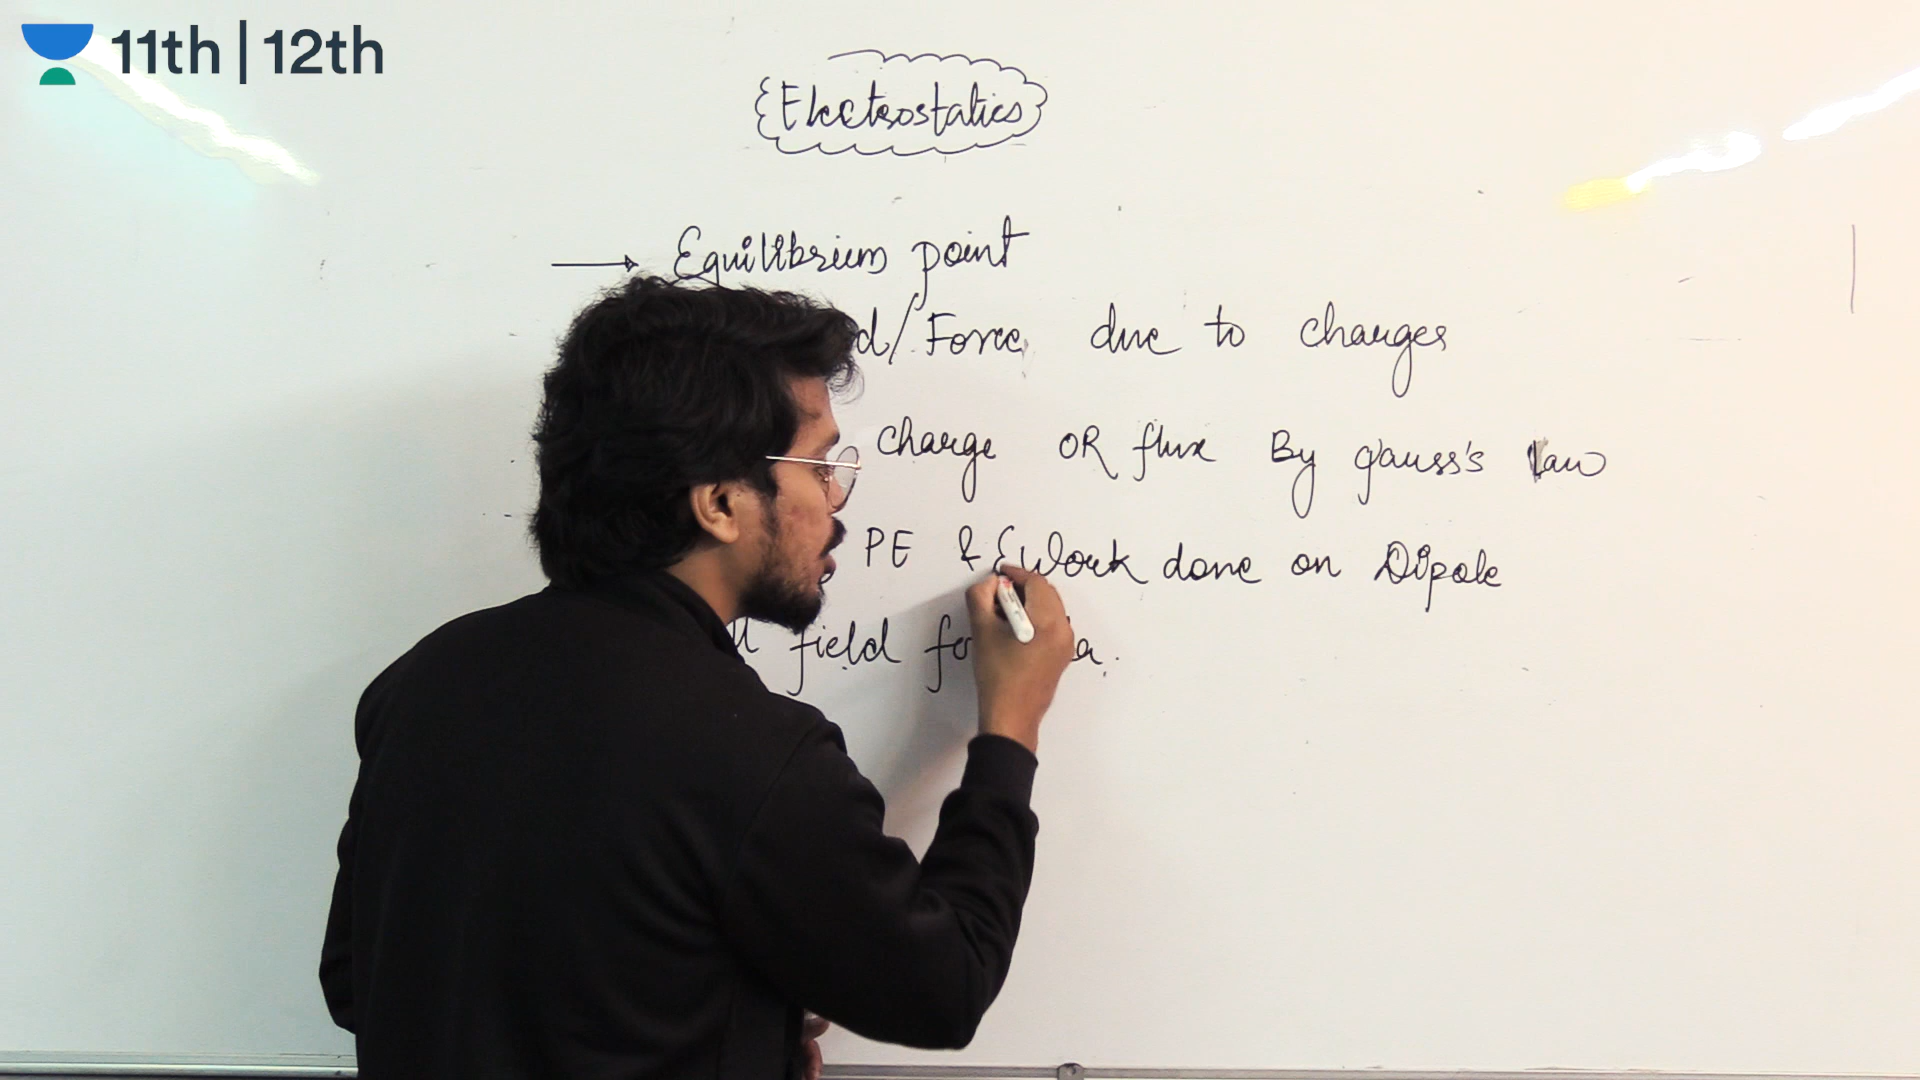 11th | 12th
Electrostatics
→ Equilibrium point
d/Force due to charges
charge OR flux By gauss's law
PE & Work done on Dipole
field